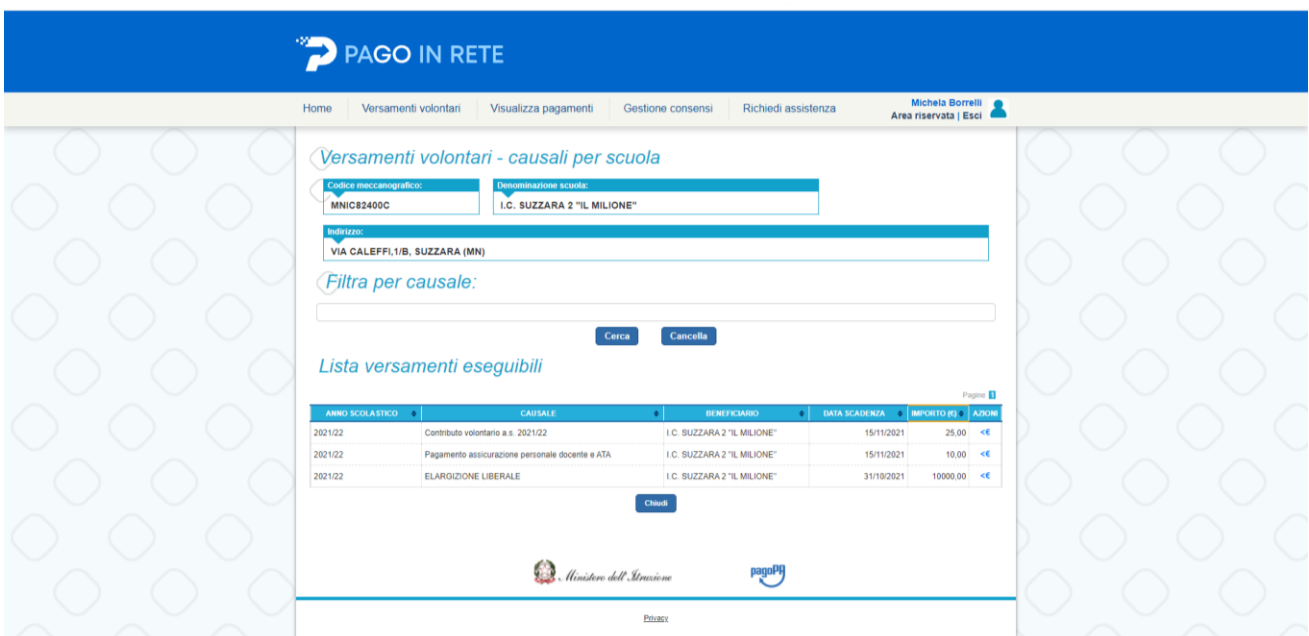 PAGO IN RETE
Home Versamenti volontari Visualizza pagamenti Gestione consensi Richiedi assistenza Michela Borrelli
Area riservata | Esci
Versamenti volontari - causali per scuola
Codice meccanografico: Denominazione scuola:
MNIC82400C I.C. SUZZARA 2 "IL MILIONE"
Indirizzo:
VIA CALEFFI,1/B, SUZZARA (MN)
Filtra per causale:
Cerca Cancella
Lista versamenti eseguibili
Pagine 1
ANNO SCOLASTICO CAUSALE BENEFICIARIO DATA SCADENZA IMPORTO (€) AZIONI
2021/22 Contributo volontario a.s. 2021/22 I.C. SUZZARA 2 "IL MILIONE" 15/11/2021 25,00 <€
2021/22 Pagamento assicurazione personale docente e ATA I.C. SUZZARA 2 "IL MILIONE" 15/11/2021 10,00 <€
2021/22 ELARGIZIONE LIBERALE I.C. SUZZARA 2 "IL MILIONE" 31/10/2021 10000,00 <€
Chiudi
Ministero dell'Istruzione pagoPA
Privacy